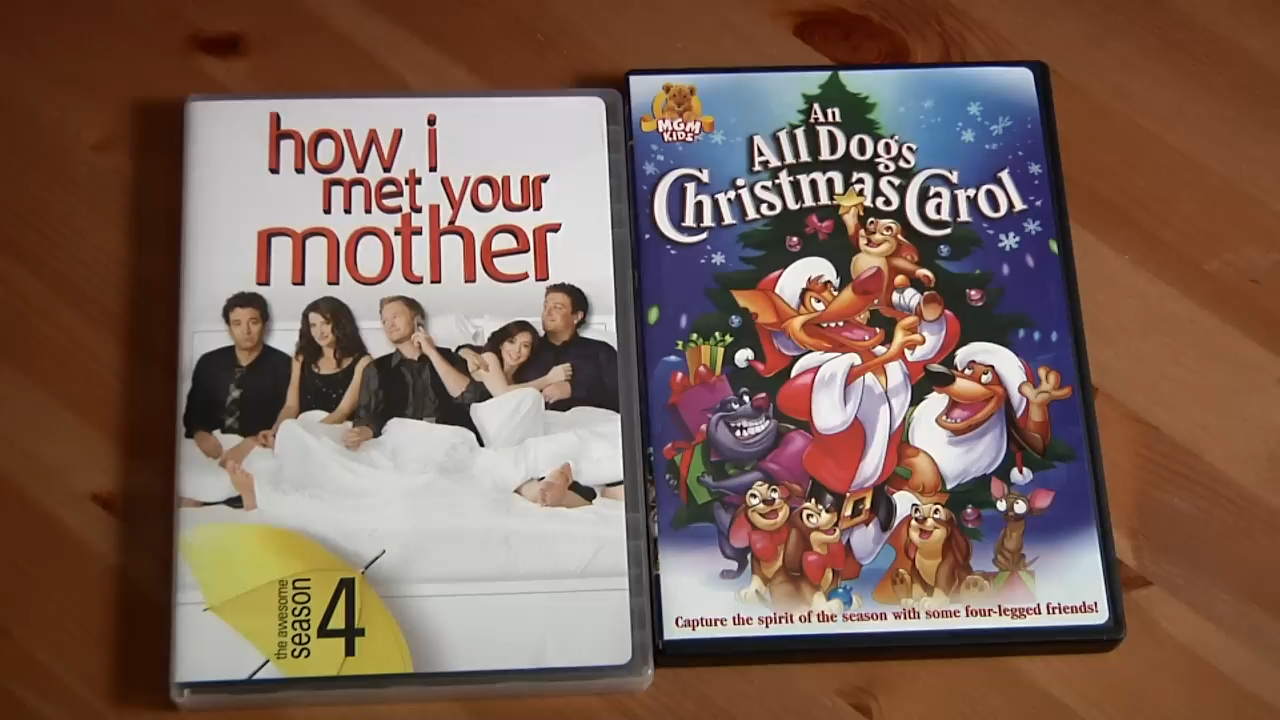 how i
met your
mother
the awesome
season
4
MGM
KIDS
An
All Dogs
Christmas Carol
Capture the spirit of the season with some four-legged friends!